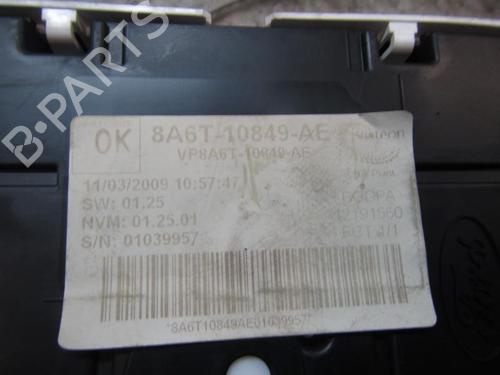 OK
8A6T-10849-AE
VP8A6T-10849-AE
11/03/2009 10:57:47
SW: 01.25
NVM: 01.25.01
S/N: 01039957
12191560
*8A6T10849AE01039957*
Ford